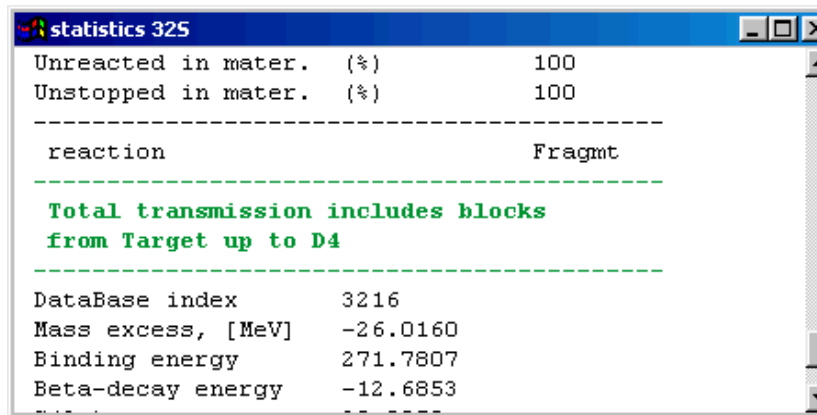 statistics 32S
Unreacted in mater. (%) 100
Unstopped in mater. (%) 100
reaction Fragmt
Total transmission includes blocks
from Target up to D4
DataBase index 3216
Mass excess, [MeV] -26.0160
Binding energy 271.7807
Beta-decay energy -12.6853